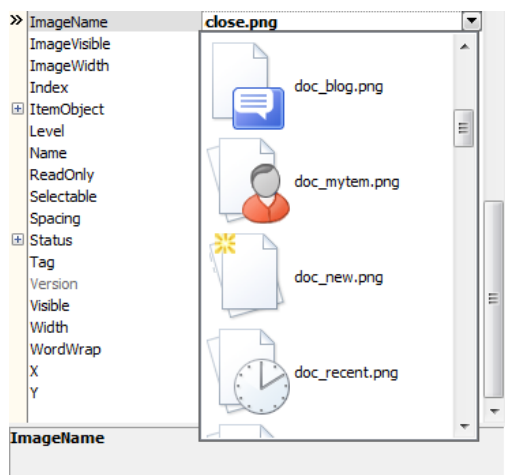 ImageName close.png
ImageVisible
ImageWidth
Index
ItemObject
Level
Name
ReadOnly
Selectable
Spacing
Status
Tag
Version
Visible
Width
WordWrap
X
Y
doc_blog.png
doc_mytem.png
doc_new.png
doc_recent.png
ImageName